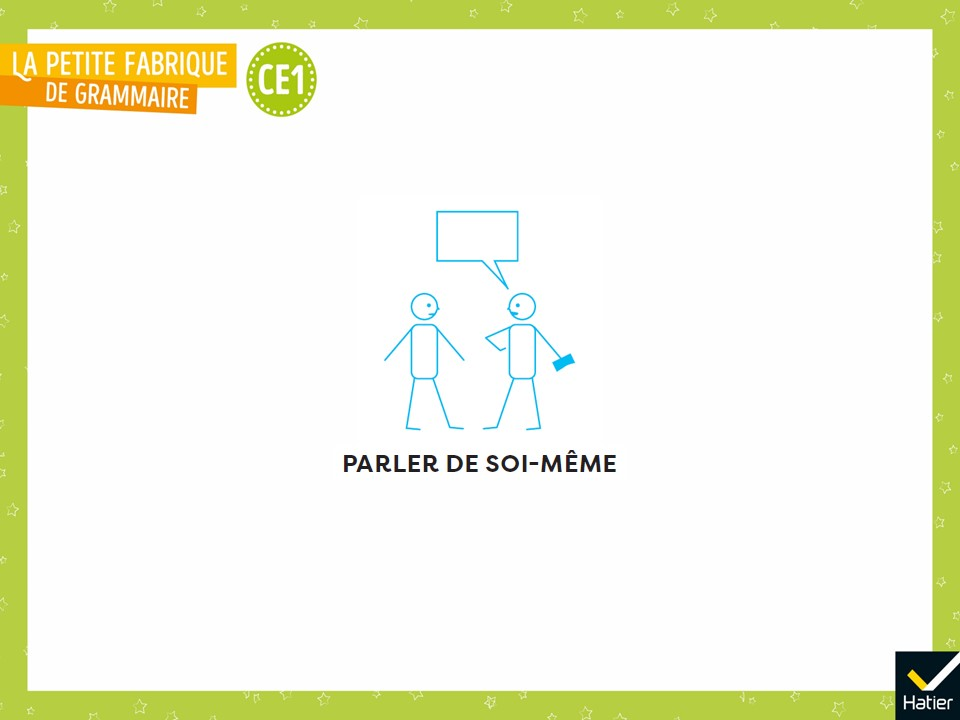 LA PETITE FABRIQUE
DE GRAMMAIRE
CE1
PARLER DE SOI-MÊME
Hatier